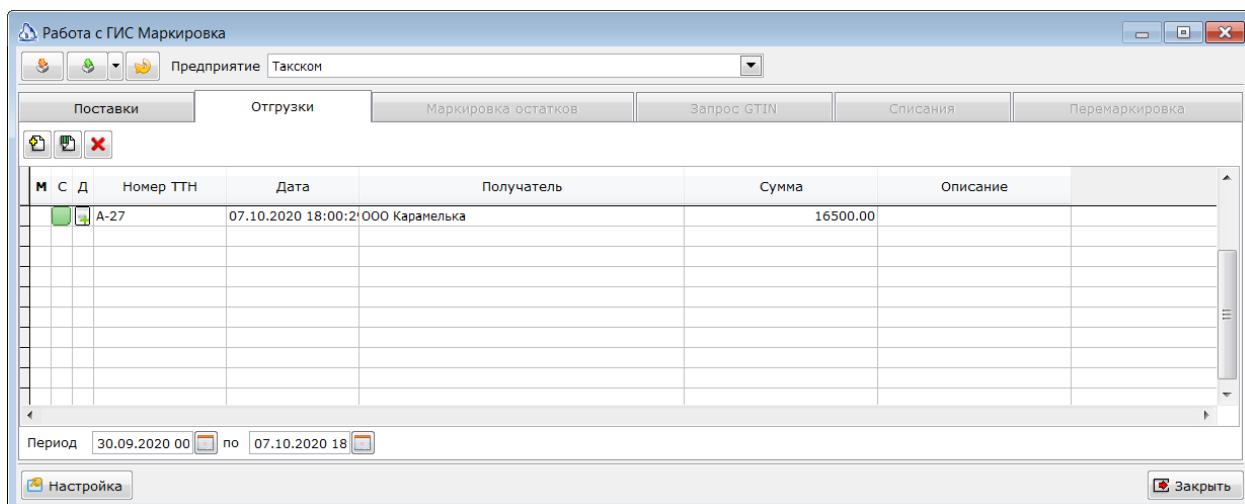 Работа с ГИС Маркировка
Предприятие Такском
Поставки Отгрузки Маркировка остатков Запрос GTIN Списания Перемаркировка
М С Д Номер ТТН Дата Получатель Сумма Описание
А-27 07.10.2020 18:00:2 ООО Карамелька 16500.00
Период 30.09.2020 00 по 07.10.2020 18
Настройка Закрыть